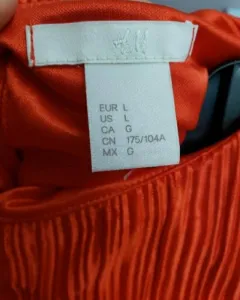 H&M
EUR L
US L
CA G
CN 175/104A
MX G